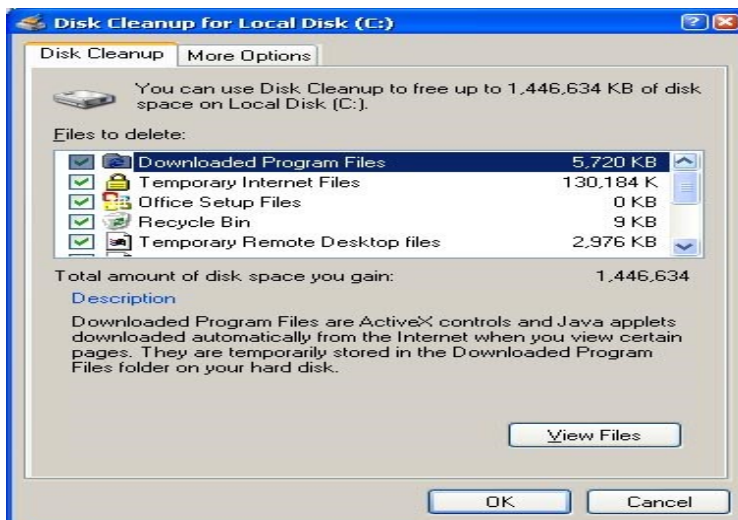 Disk Cleanup for Local Disk (C:)
Disk Cleanup More Options
You can use Disk Cleanup to free up to 1,446,634 KB of disk
space on Local Disk (C:).
Files to delete:
Downloaded Program Files 5,720 KB
Temporary Internet Files 130,184 K
Office Setup Files 0 KB
Recycle Bin 9 KB
Temporary Remote Desktop files 2,976 KB
Total amount of disk space you gain: 1,446,634
Description
Downloaded Program Files are ActiveX controls and Java applets
downloaded automatically from the Internet when you view certain
pages. They are temporarily stored in the Downloaded Program
Files folder on your hard disk.
View Files
OK Cancel